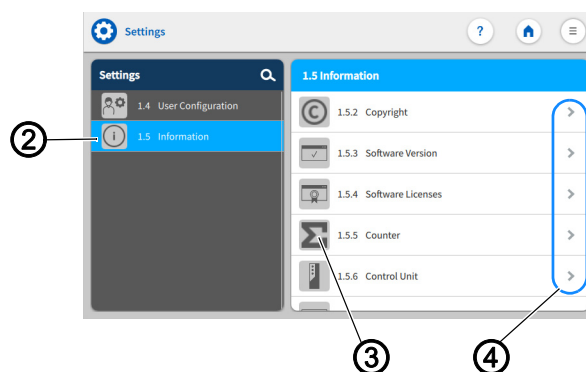 Settings
?
Settings
1.5 Information
1.4 User Configuration
1.5 Information
1.5.2 Copyright
1.5.3 Software Version
1.5.4 Software Licenses
1.5.5 Counter
1.5.6 Control Unit
2
3
4